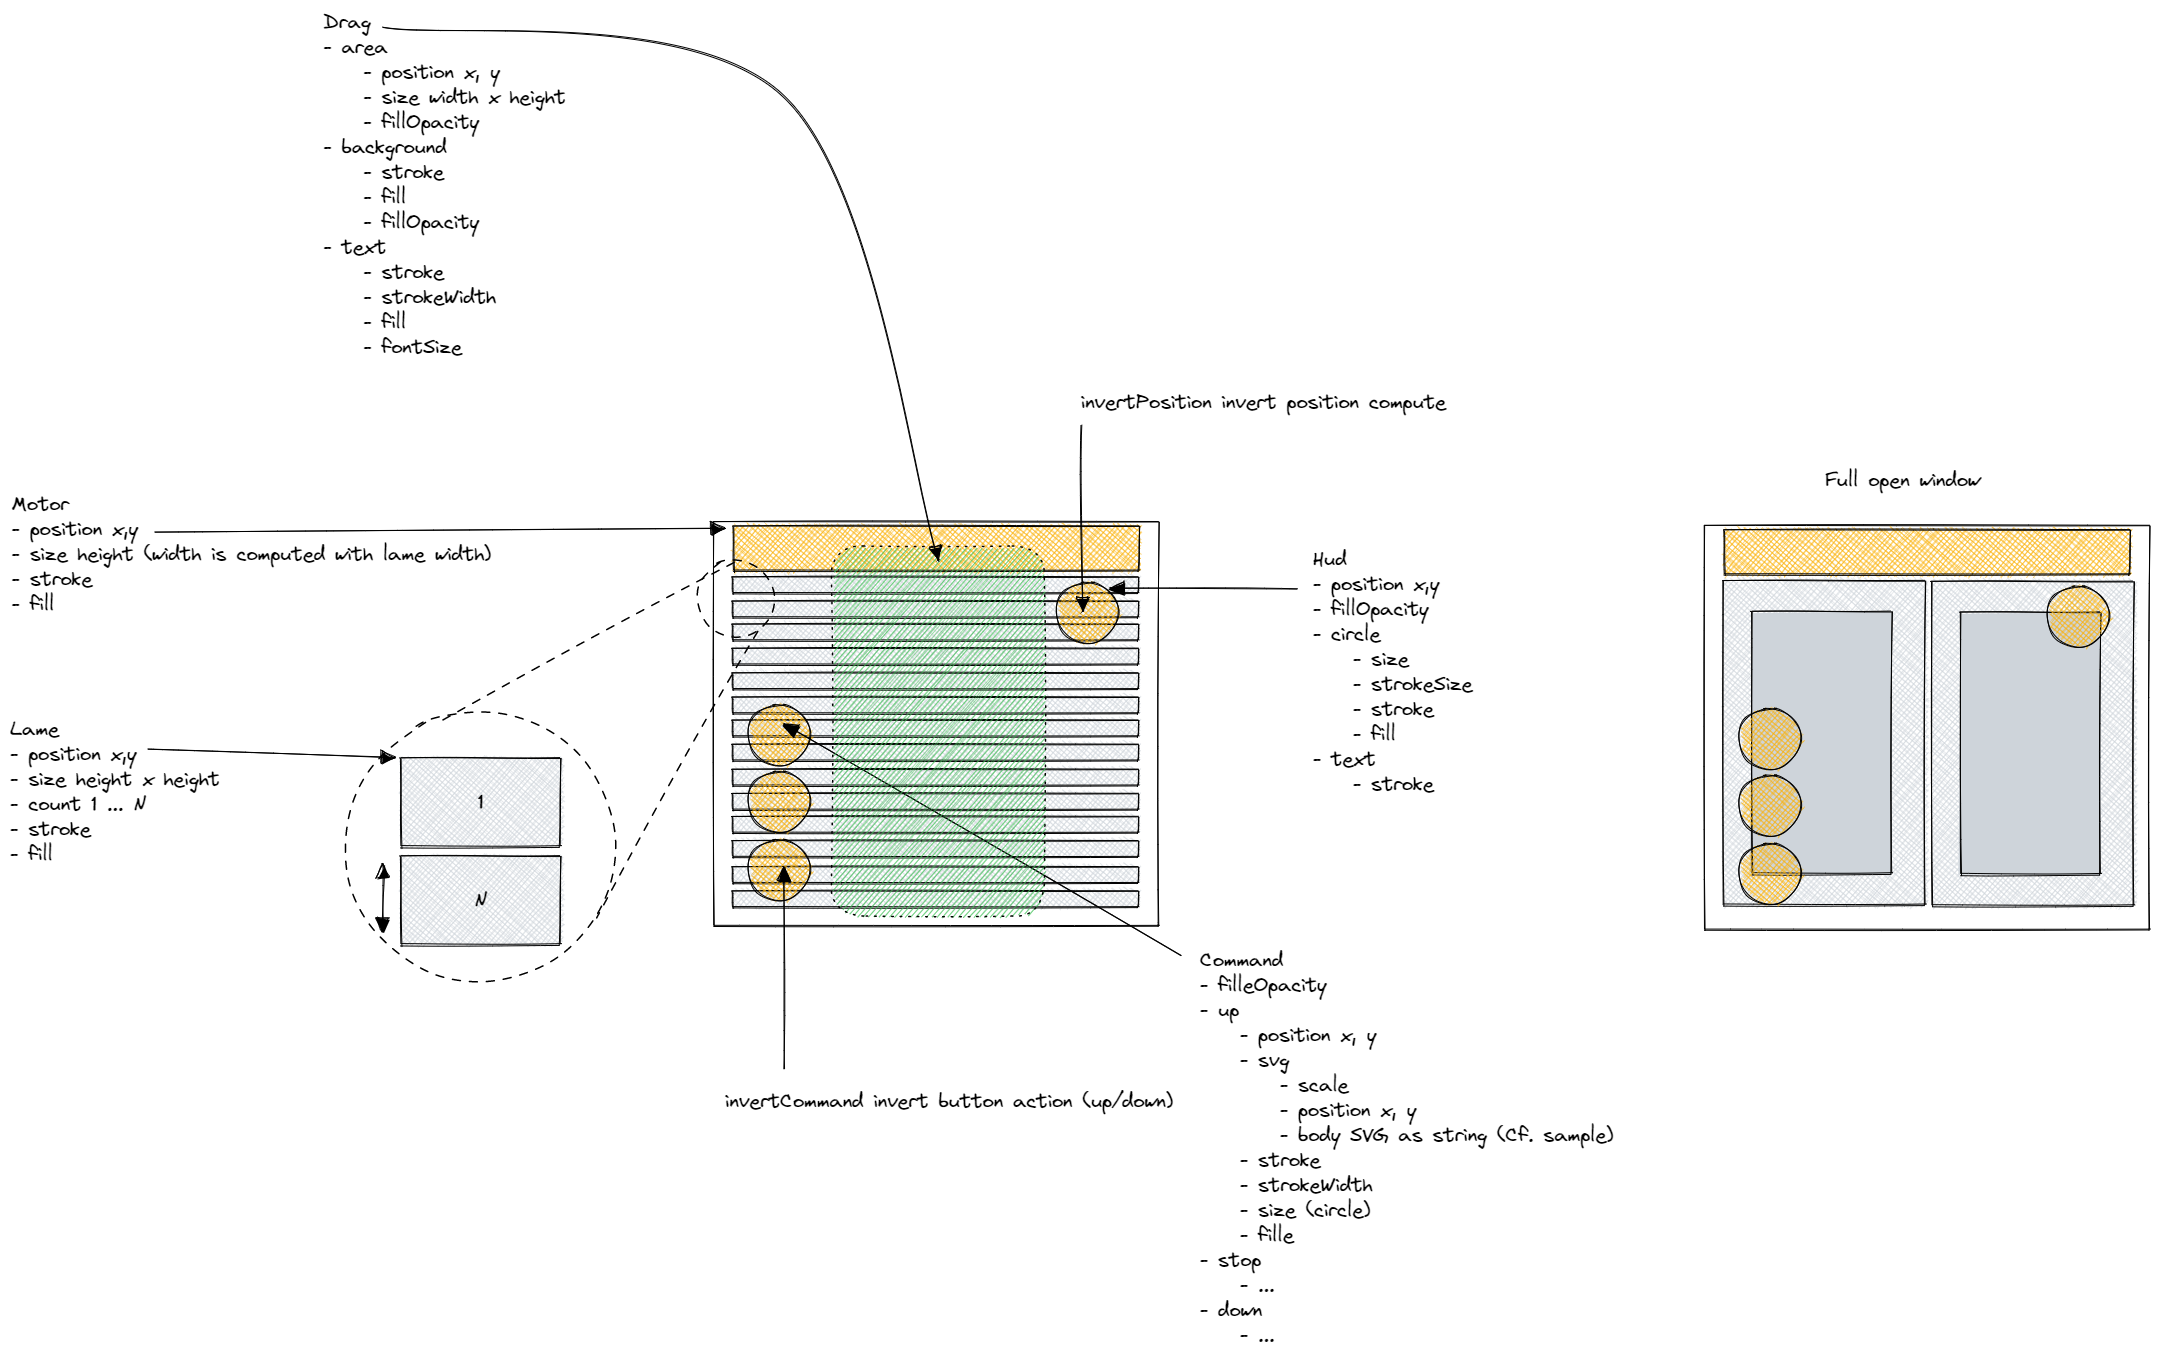 Drag
- area
- position x, y
- size width x height
- fillOpacity
- background
- stroke
- fill
- fillOpacity
- text
- stroke
- strokeWidth
- fill
- fontSize
invertPosition invert position compute
Full open window
Motor
- position x,y
- size height (width is computed with lame width)
- stroke
- fill
Hud
- position x,y
- fillOpacity
- circle
- size
- strokeSize
- stroke
- fill
- text
- stroke
Lame
- position x,y
- size height x height
- count 1 ... N
- stroke
- fill
1
N
Command
- filleOpacity
- up
- position x, y
- svg
- scale
- position x, y
- body SVG as string (Cf. sample)
- stroke
- strokeWidth
- size (circle)
- fille
- stop
- ...
- down
- ...
invertCommand invert button action (up/down)